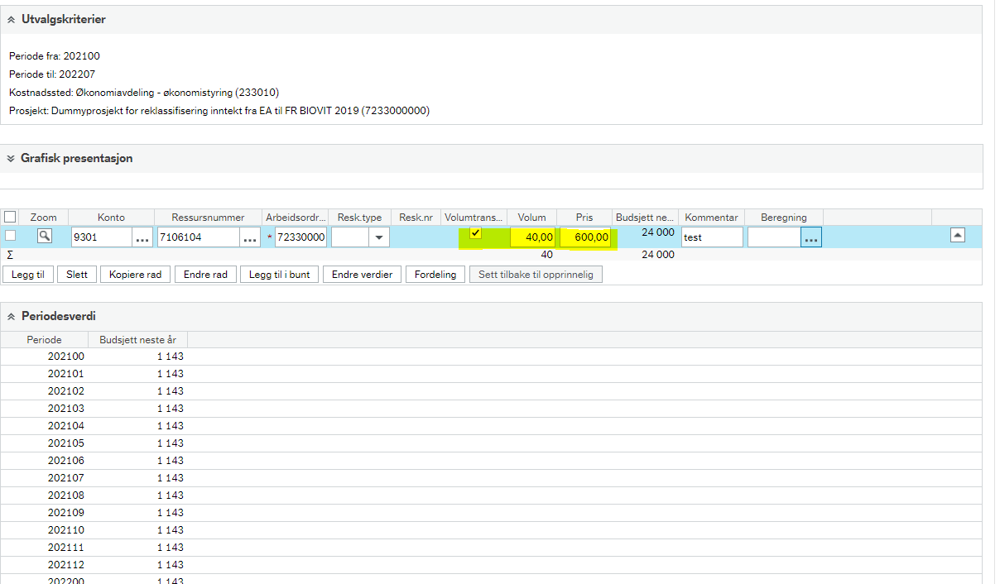 Utvalgskriterier
Periode fra: 202100
Periode til: 202207
Kostnadssted: Økonomiavdeling - økonomistyring (233010)
Prosjekt: Dummyprosjekt for reklassifisering inntekt fra EA til FR BIOVIT 2019 (7233000000)
Grafisk presentasjon
Zoom Konto Ressursnummer Arbeidsordr... Resk.type Resk.nr Volumtrans... Volum Pris Budsjett ne... Kommentar Beregning
9301 ... 7106104 ... * 72330000 40,00 600,00 24 000 test ...
Σ 40 24 000
Legg til Slett Kopiere rad Endre rad Legg til i bunt Endre verdier Fordeling Sett tilbake til opprinnelig
Periodesverdi
Periode Budsjett neste år
202100 1 143
202101 1 143
202102 1 143
202103 1 143
202104 1 143
202105 1 143
202106 1 143
202107 1 143
202108 1 143
202109 1 143
202110 1 143
202111 1 143
202112 1 143
202200 1 143